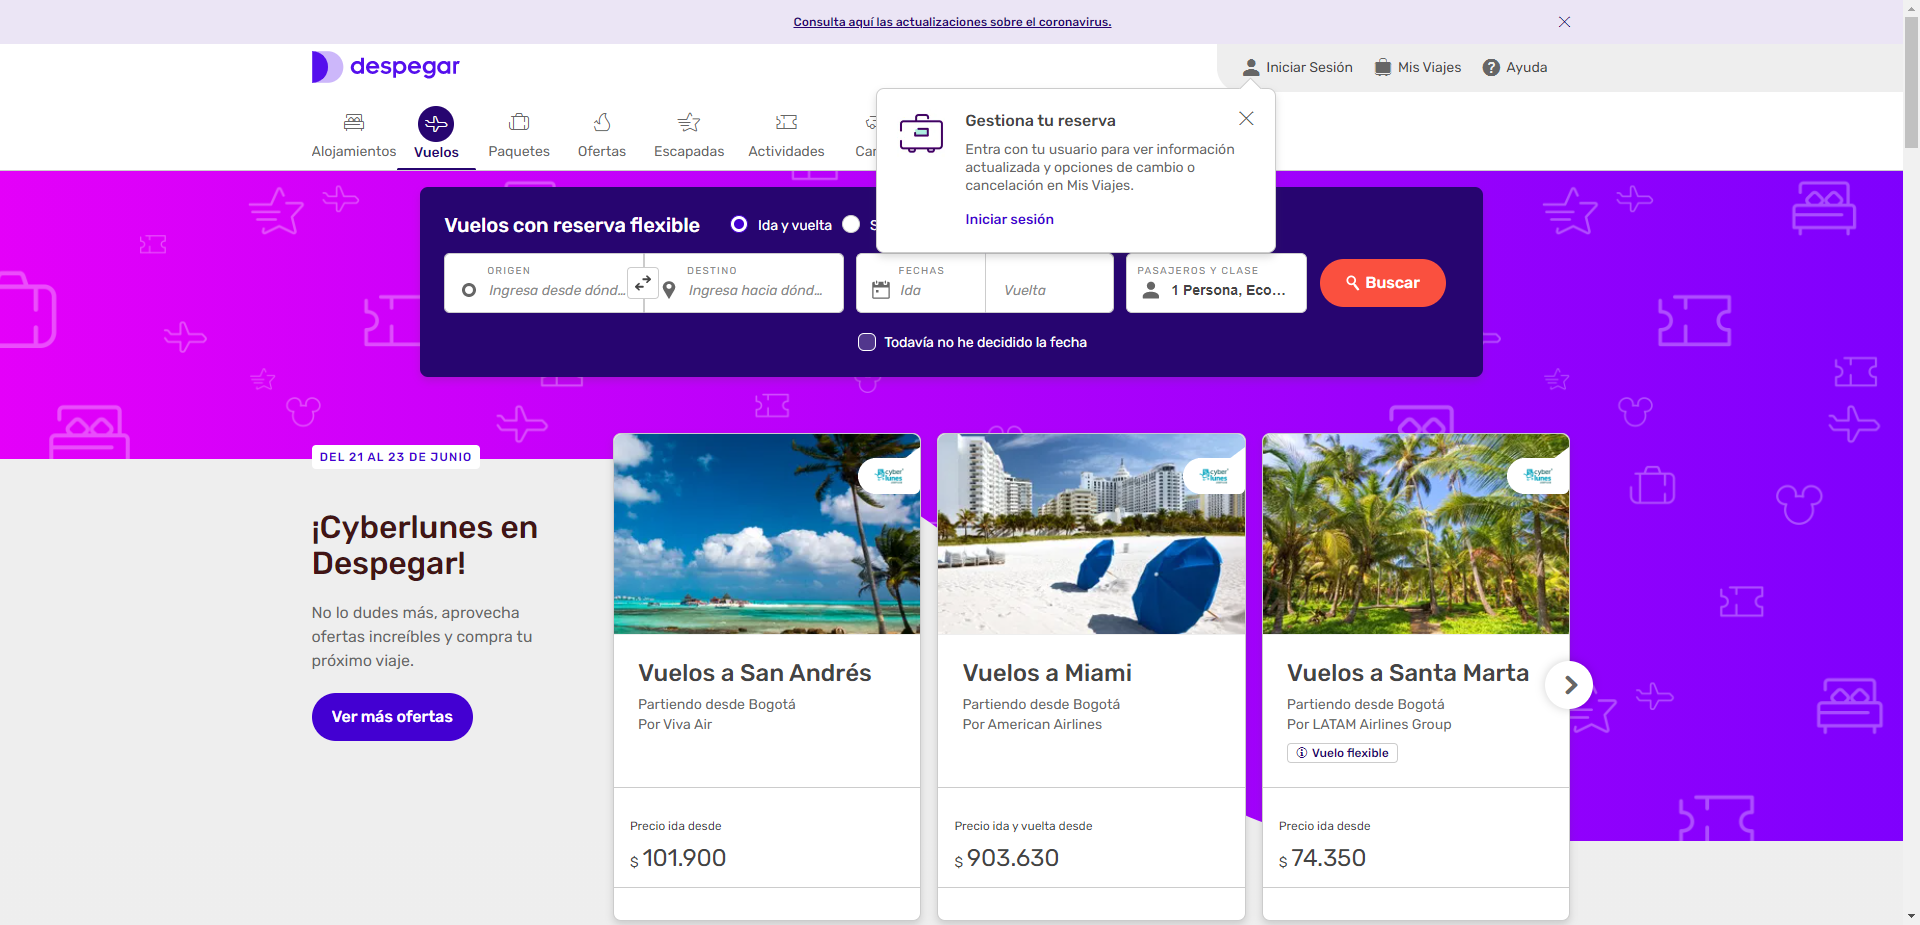 Consulta aquí las actualizaciones sobre el coronavirus.
despegar
Iniciar Sesión
Mis Viajes
Ayuda
Alojamientos
Vuelos
Paquetes
Ofertas
Escapadas
Actividades
Gestiona tu reserva
Entra con tu usuario para ver información
actualizada y opciones de cambio o
cancelación en Mis Viajes.
Iniciar sesión
Vuelos con reserva flexible
Ida y vuelta
ORIGEN
Ingresa desde dónd...
DESTINO
Ingresa hacia dónd...
FECHAS
Ida
Vuelta
PASAJEROS Y CLASE
1 Persona, Eco...
Buscar
Todavía no he decidido la fecha
DEL 21 AL 23 DE JUNIO
¡Cyberlunes en
Despegar!
No lo dudes más, aprovecha
ofertas increíbles y compra tu
próximo viaje.
Ver más ofertas
cyber
lunes
Vuelos a San Andrés
Partiendo desde Bogotá
Por Viva Air
Precio ida desde
$ 101.900
cyber
lunes
Vuelos a Miami
Partiendo desde Bogotá
Por American Airlines
Precio ida y vuelta desde
$ 903.630
cyber
lunes
Vuelos a Santa Marta
Partiendo desde Bogotá
Por LATAM Airlines Group
Vuelo flexible
Precio ida desde
$ 74.350